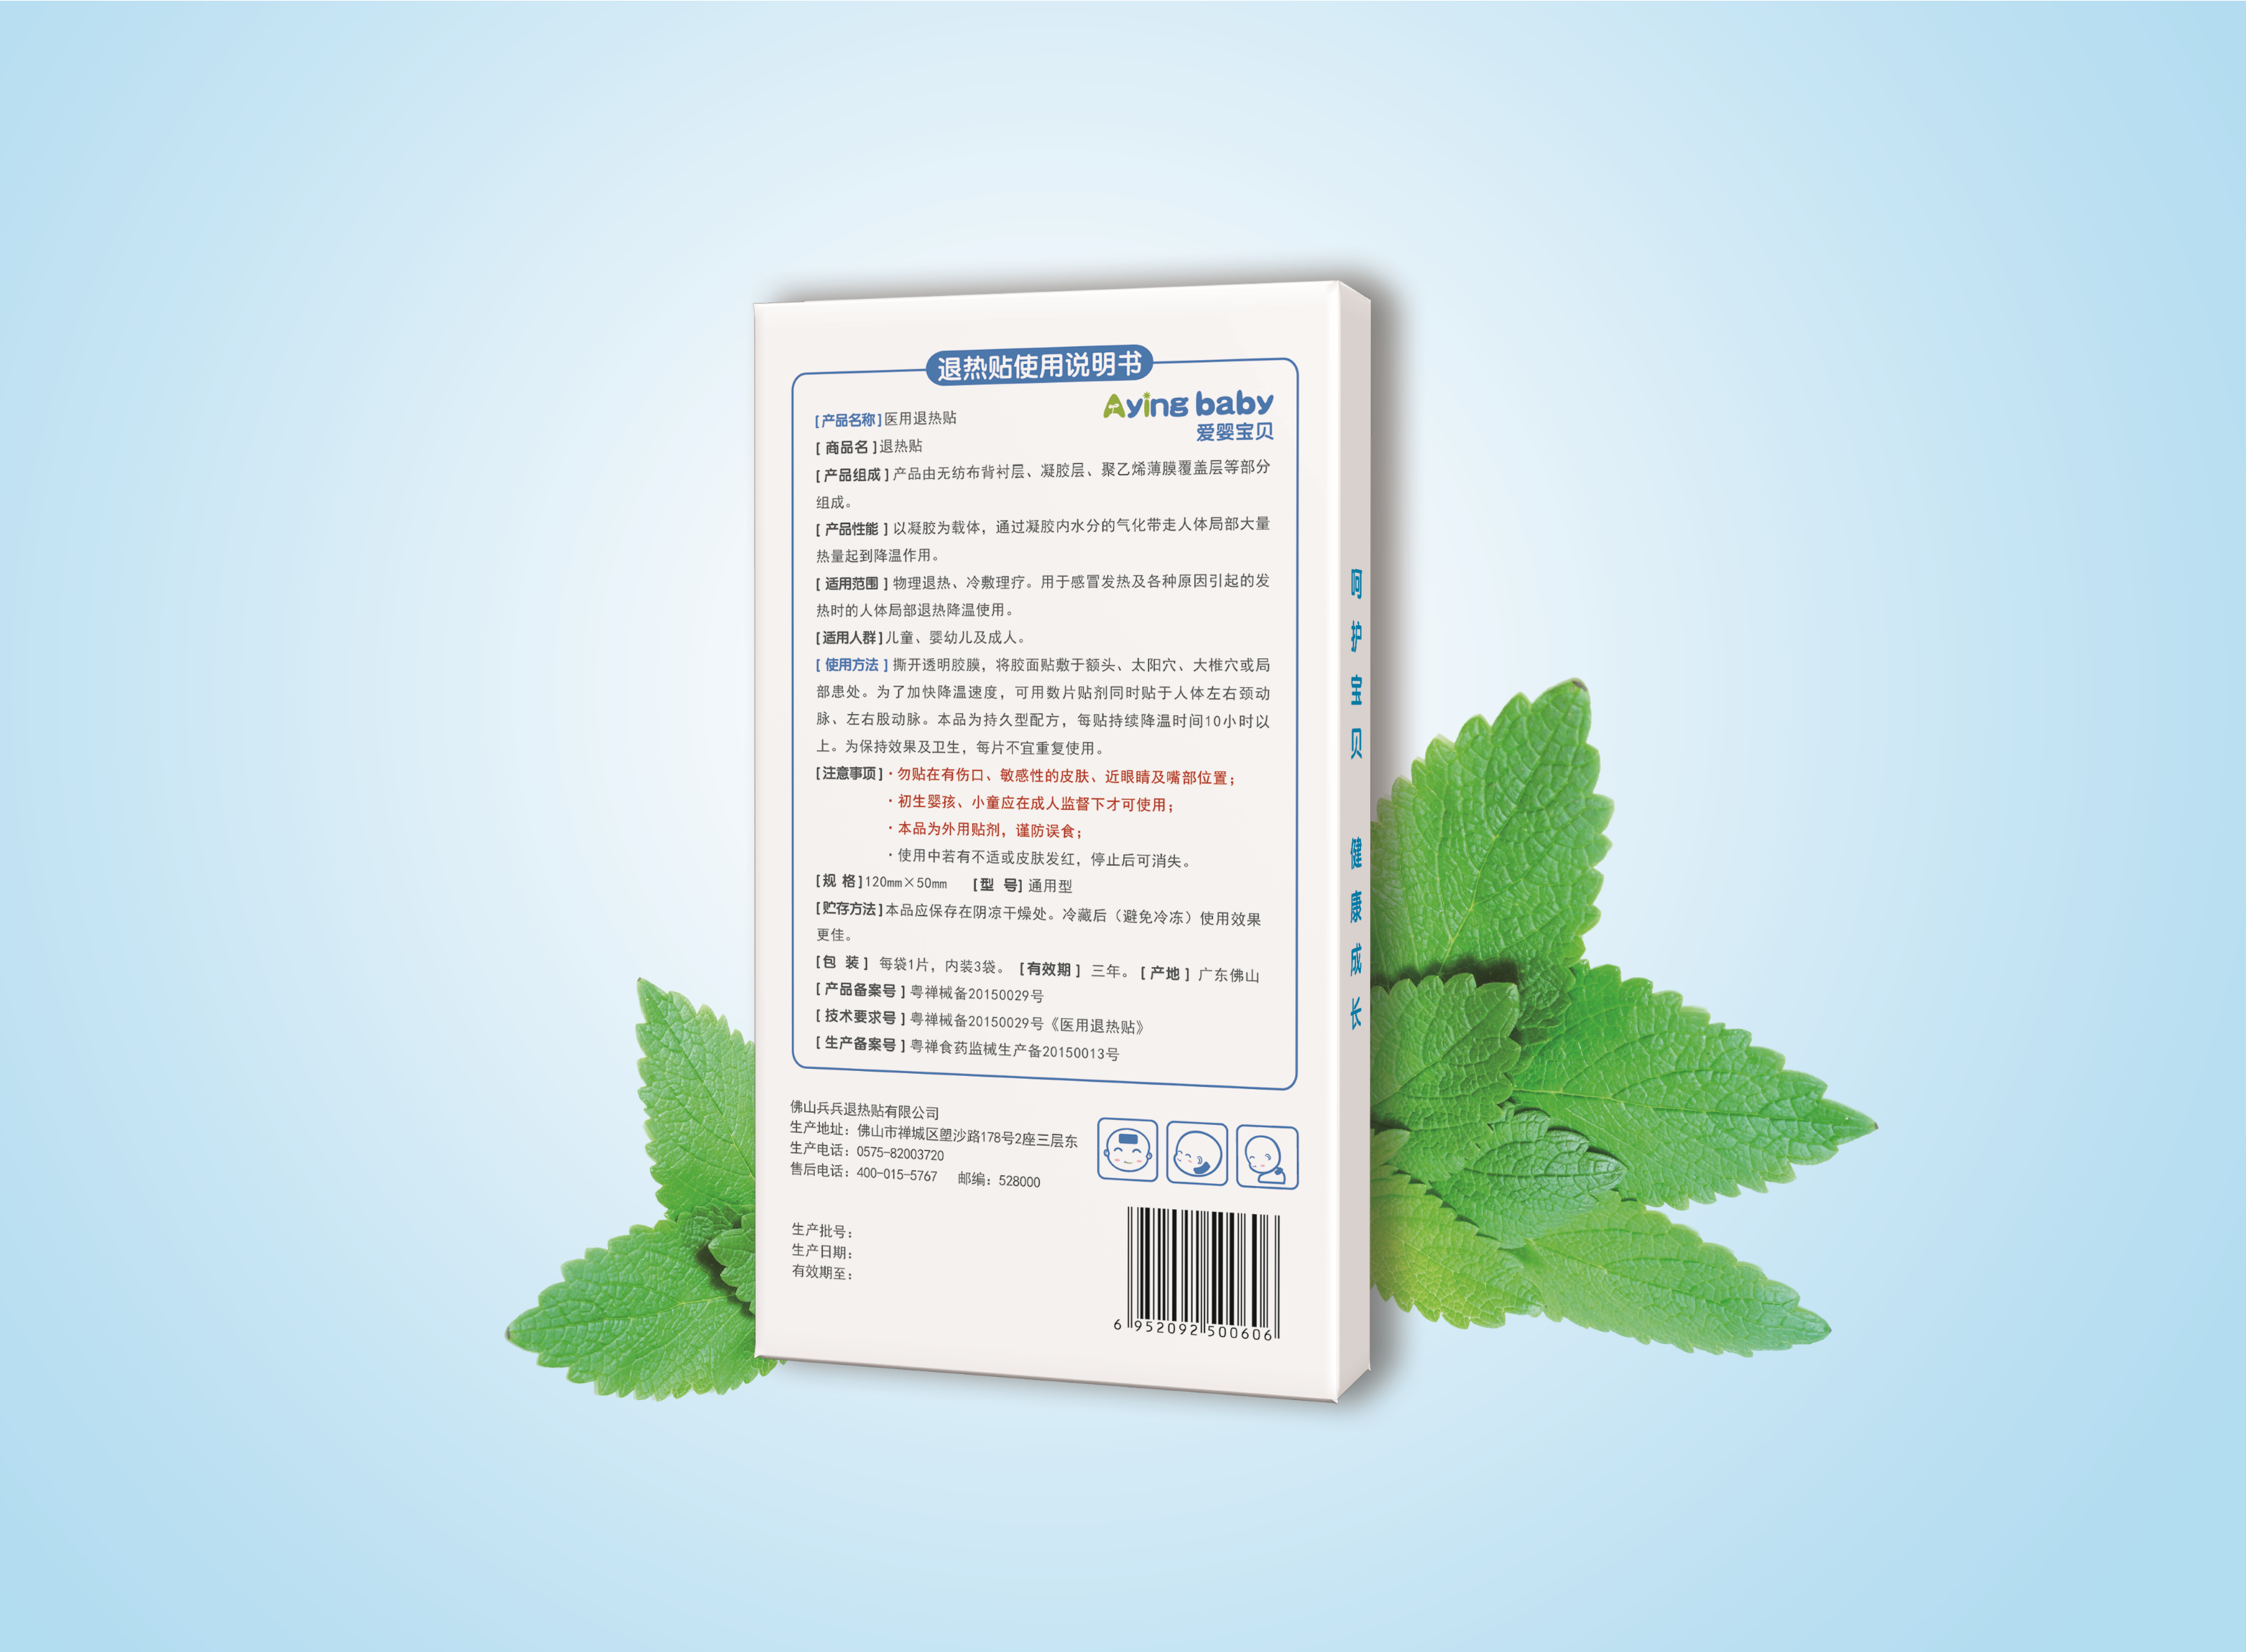 退热贴使用说明书
Aying baby
爱婴宝贝
[产品名称]医用退热贴
[商品名]退热贴
[产品组成]产品由无纺布背衬层、凝胶层、聚乙烯薄膜覆盖层等部分
组成。
[产品性能]以凝胶为载体，通过凝胶内水分的气化带走人体局部大量
热量起到降温作用。
[适用范围]物理退热、冷敷理疗。用于感冒发热及各种原因引起的发
热时的人体局部退热降温使用。
[适用人群]儿童、婴幼儿及成人。
[使用方法]撕开透明胶膜，将胶面贴敷于额头、太阳穴、大椎穴或局
部患处。为了加快降温速度，可用数片贴剂同时贴于人体左右颈动
脉、左右股动脉。本品为持久型配方，每贴持续降温时间10小时以
上。为保持效果及卫生，每片不宜重复使用。
[注意事项]·勿贴在有伤口、敏感性的皮肤、近眼睛及嘴部位置；
·初生婴孩、小童应在成人监督下才可使用；
·本品为外用贴剂，谨防误食；
·使用中若有不适或皮肤发红，停止后可消失。
[规 格]120mm×50mm [型 号]通用型
[贮存方法]本品应保存在阴凉干燥处。冷藏后（避免冷冻）使用效果
更佳。
[包 装] 每袋1片，内装3袋。[有效期] 三年。[产地] 广东佛山
[产品备案号]粤禅械备20150029号
[技术要求号]粤禅械备20150029号《医用退热贴》
[生产备案号]粤禅食药监械生产备20150013号
佛山兵兵退热贴有限公司
生产地址：佛山市禅城区塱沙路178号2座三层东
生产电话：0575-82003720
售后电话：400-015-5767 邮编：528000
生产批号：
生产日期：
有效期至：
6 952092 500606
呵护宝贝 健康成长